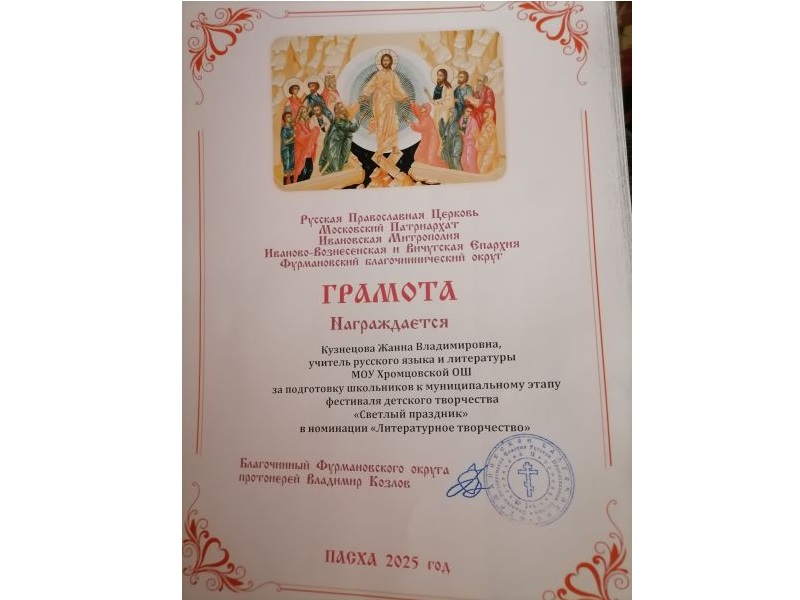 Русская Православная Церковь
Московский Патриархат
Ивановская Митрополия
Иваново-Вознесенская и Вичугская Епархия
Фурмановский благочиннический округ
ГРАМОТА
Награждается
Кузнецова Жанна Владимировна,
учитель русского языка и литературы
МОУ Хромцовской ОШ
за подготовку школьников к муниципальному этапу
фестиваля детского творчества
«Светлый праздник»
в номинации «Литературное творчество»
Благочинный Фурмановского округа
протоиерей Владимир Козлов
ПАСХА 2025 год